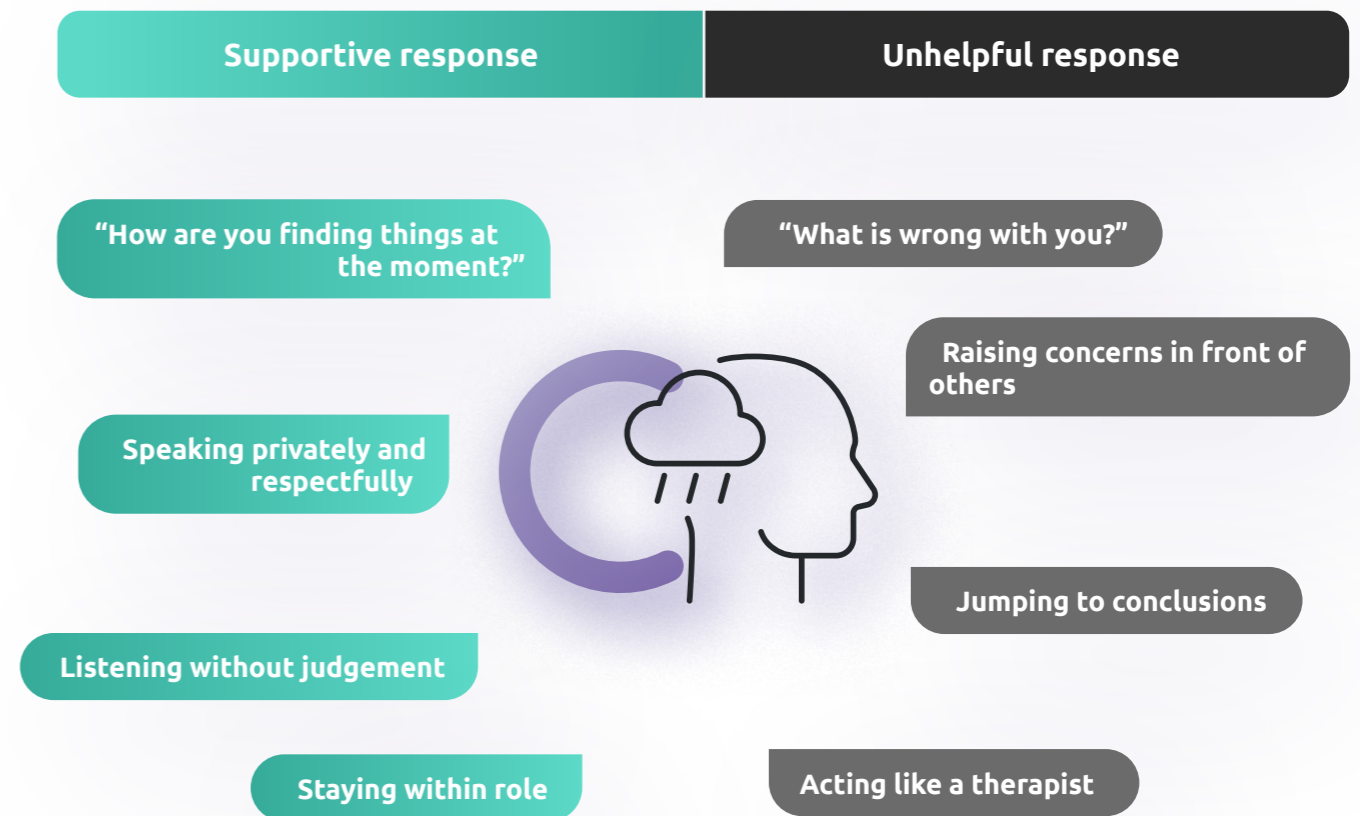 Supportive response
Unhelpful response
“How are you finding things at
the moment?”
“What is wrong with you?”
Speaking privately and
respectfully
Raising concerns in front of
others
Listening without judgement
Jumping to conclusions
Staying within role
Acting like a therapist